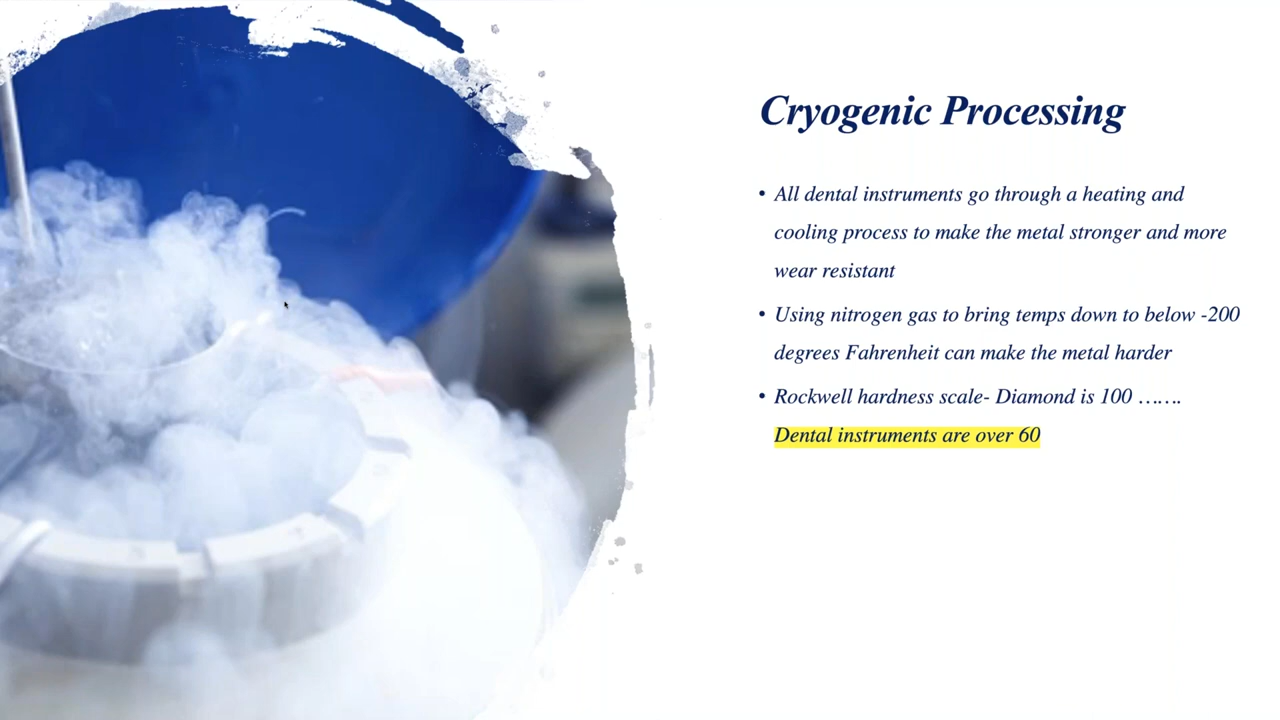 Cryogenic Processing
• All dental instruments go through a heating and
cooling process to make the metal stronger and more
wear resistant
• Using nitrogen gas to bring temps down to below -200
degrees Fahrenheit can make the metal harder
• Rockwell hardness scale- Diamond is 100 …….
Dental instruments are over 60